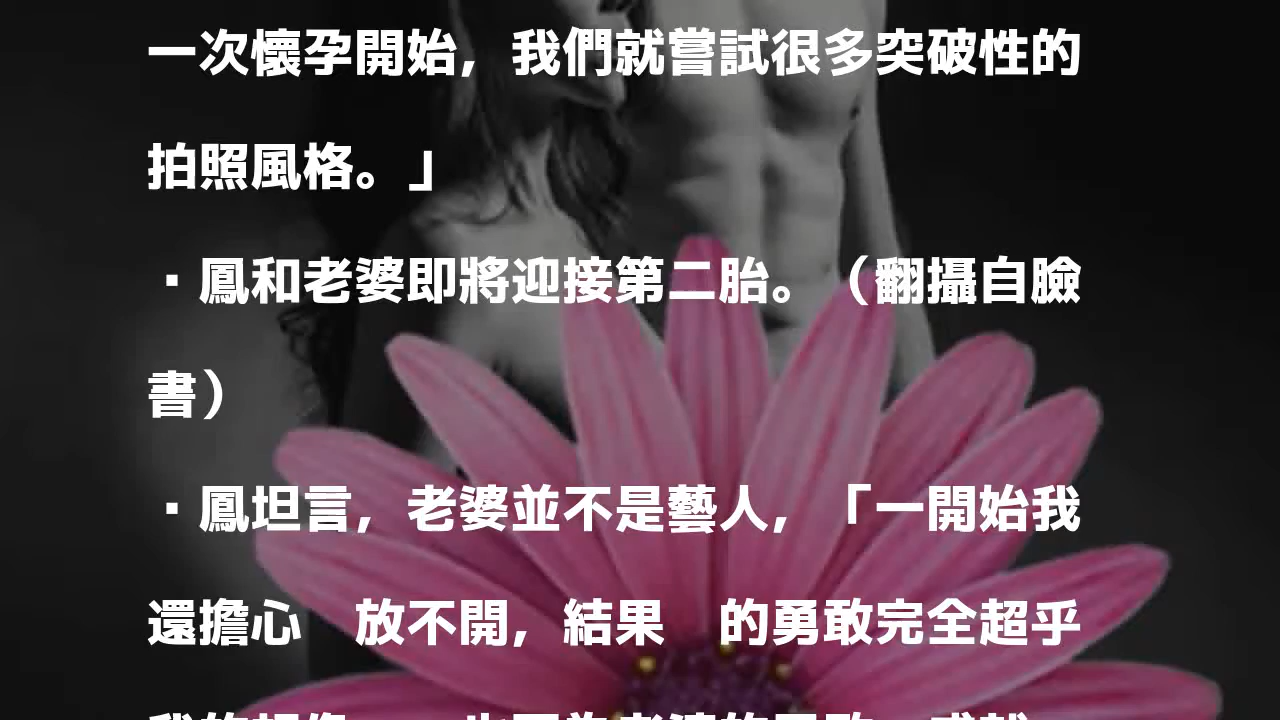 一次懷孕開始，我們就嘗試很多突破性的
拍照風格。」
▪鳳和老婆即將迎接第二胎。（翻攝自臉
書）
▪鳳坦言，老婆並不是藝人，「一開始我
還擔心　放不開，結果　的勇敢完全超乎